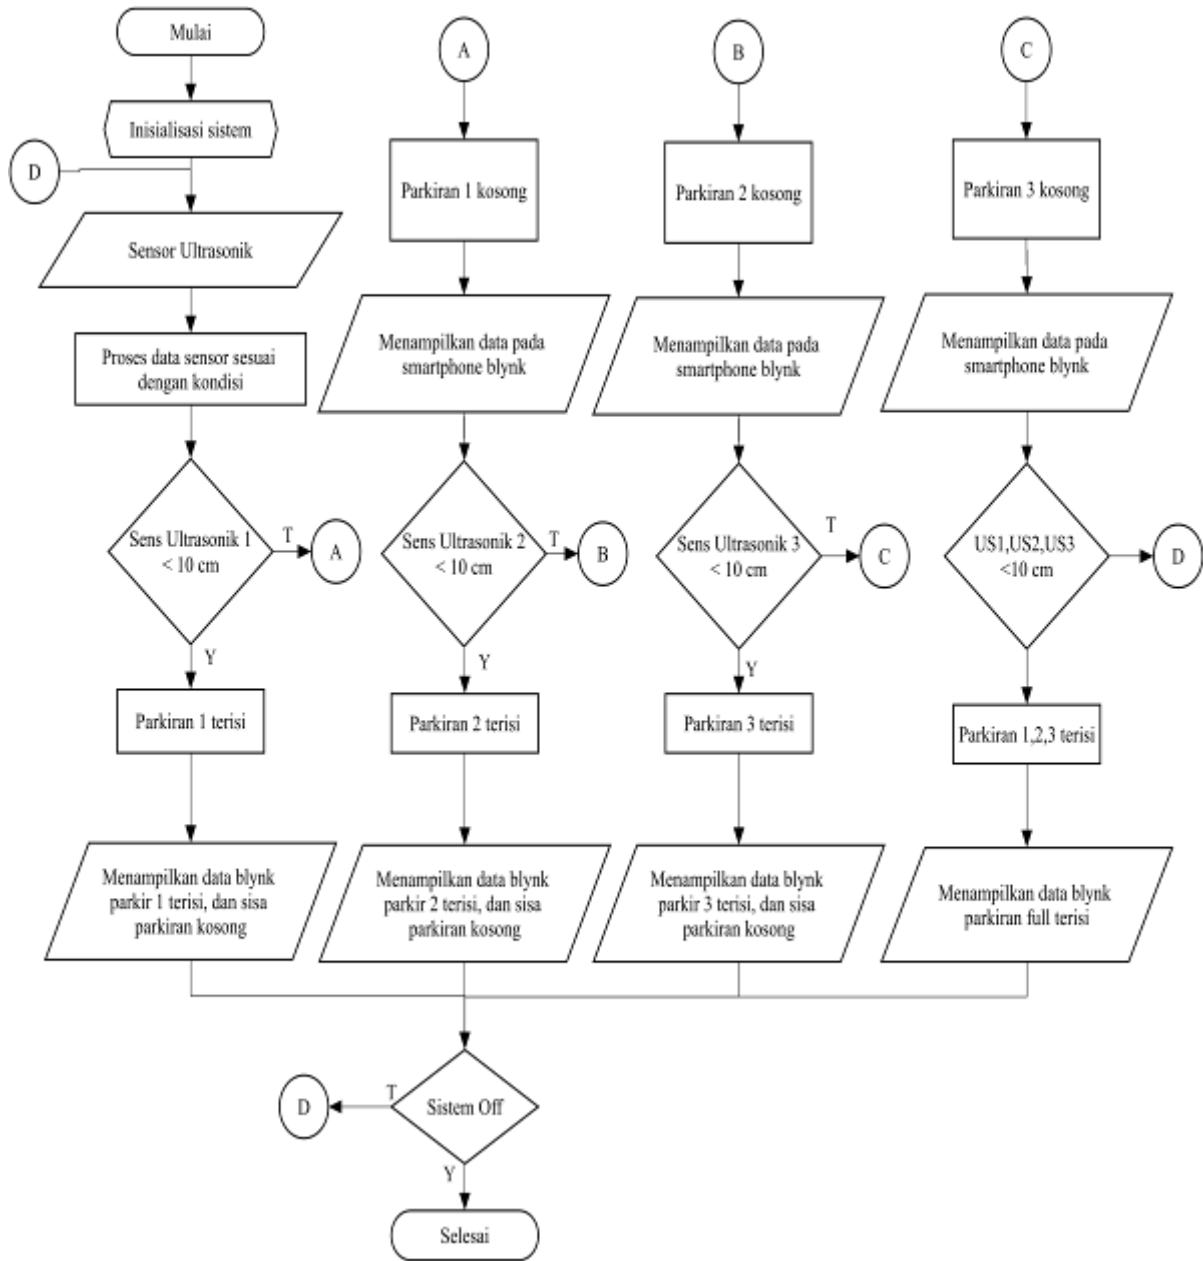 Mulai
Inisialisasi sistem
D
Sensor Ultrasonik
Proses data sensor sesuai
dengan kondisi
Sens Ultrasonik 1
< 10 cm
T
A
Y
Parkiran 1 terisi
Menampilkan data blynk
parkir 1 terisi, dan sisa
parkiran kosong
A
Parkiran 1 kosong
Menampilkan data pada
smartphone blynk
Sens Ultrasonik 2
< 10 cm
T
B
Y
Parkiran 2 terisi
Menampilkan data blynk
parkir 2 terisi, dan sisa
parkiran kosong
B
Parkiran 2 kosong
Menampilkan data pada
smartphone blynk
Sens Ultrasonik 3
< 10 cm
T
C
Y
Parkiran 3 terisi
Menampilkan data blynk
parkir 3 terisi, dan sisa
parkiran kosong
C
Parkiran 3 kosong
Menampilkan data pada
smartphone blynk
US1,US2,US3
<10 cm
D
Parkiran 1,2,3 terisi
Menampilkan data blynk
parkiran full terisi
Sistem Off
T
D
Y
Selesai